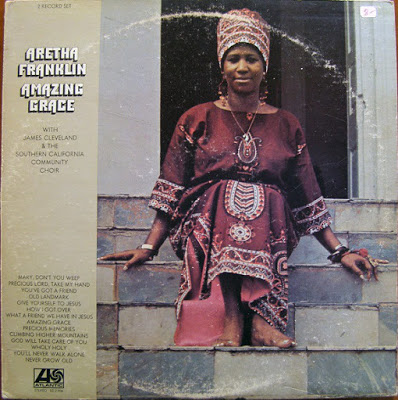 2 RECORD SET
ARETHA
FRANKLIN
AMAZING
GRACE
WITH
JAMES CLEVELAND
& THE
SOUTHERN CALIFORNIA
COMMUNITY
CHOIR
MARY, DON'T YOU WEEP
PRECIOUS LORD, TAKE MY HAND
YOU'VE GOT A FRIEND
OLD LANDMARK
GIVE YOURSELF TO JESUS
HOW I GOT OVER
WHAT A FRIEND WE HAVE IN JESUS
AMAZING GRACE
PRECIOUS MEMORIES
CLIMBING HIGHER MOUNTAINS
GOD WILL TAKE CARE OF YOU
WHOLY HOLY
YOU'LL NEVER WALK ALONE
NEVER GROW OLD
ATLANTIC